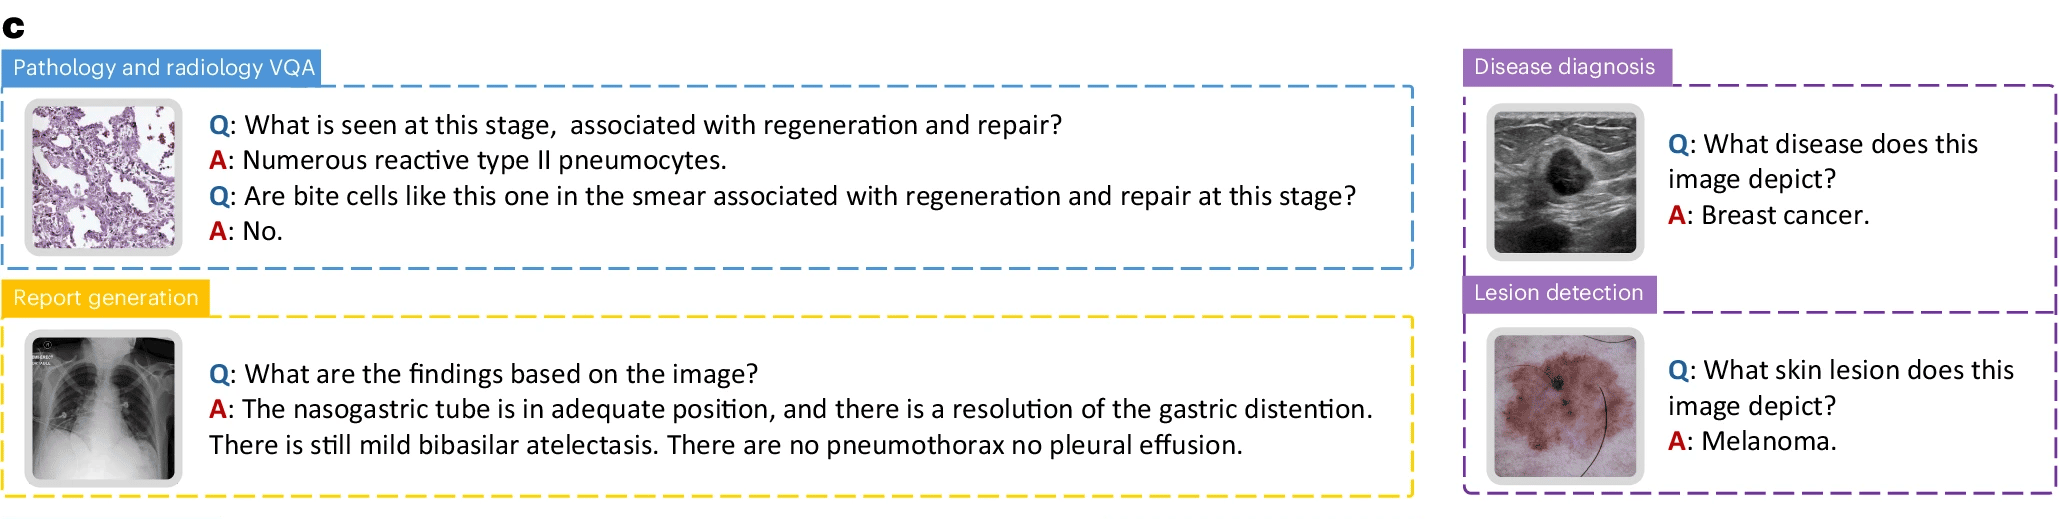 c
Pathology and radiology VQA
Q: What is seen at this stage, associated with regeneration and repair?
A: Numerous reactive type II pneumocytes.
Q: Are bite cells like this one in the smear associated with regeneration and repair at this stage?
A: No.
Report generation
Q: What are the findings based on the image?
A: The nasogastric tube is in adequate position, and there is a resolution of the gastric distention.
There is still mild bibasilar atelectasis. There are no pneumothorax no pleural effusion.
Disease diagnosis
Q: What disease does this
image depict?
A: Breast cancer.
Lesion detection
Q: What skin lesion does this
image depict?
A: Melanoma.